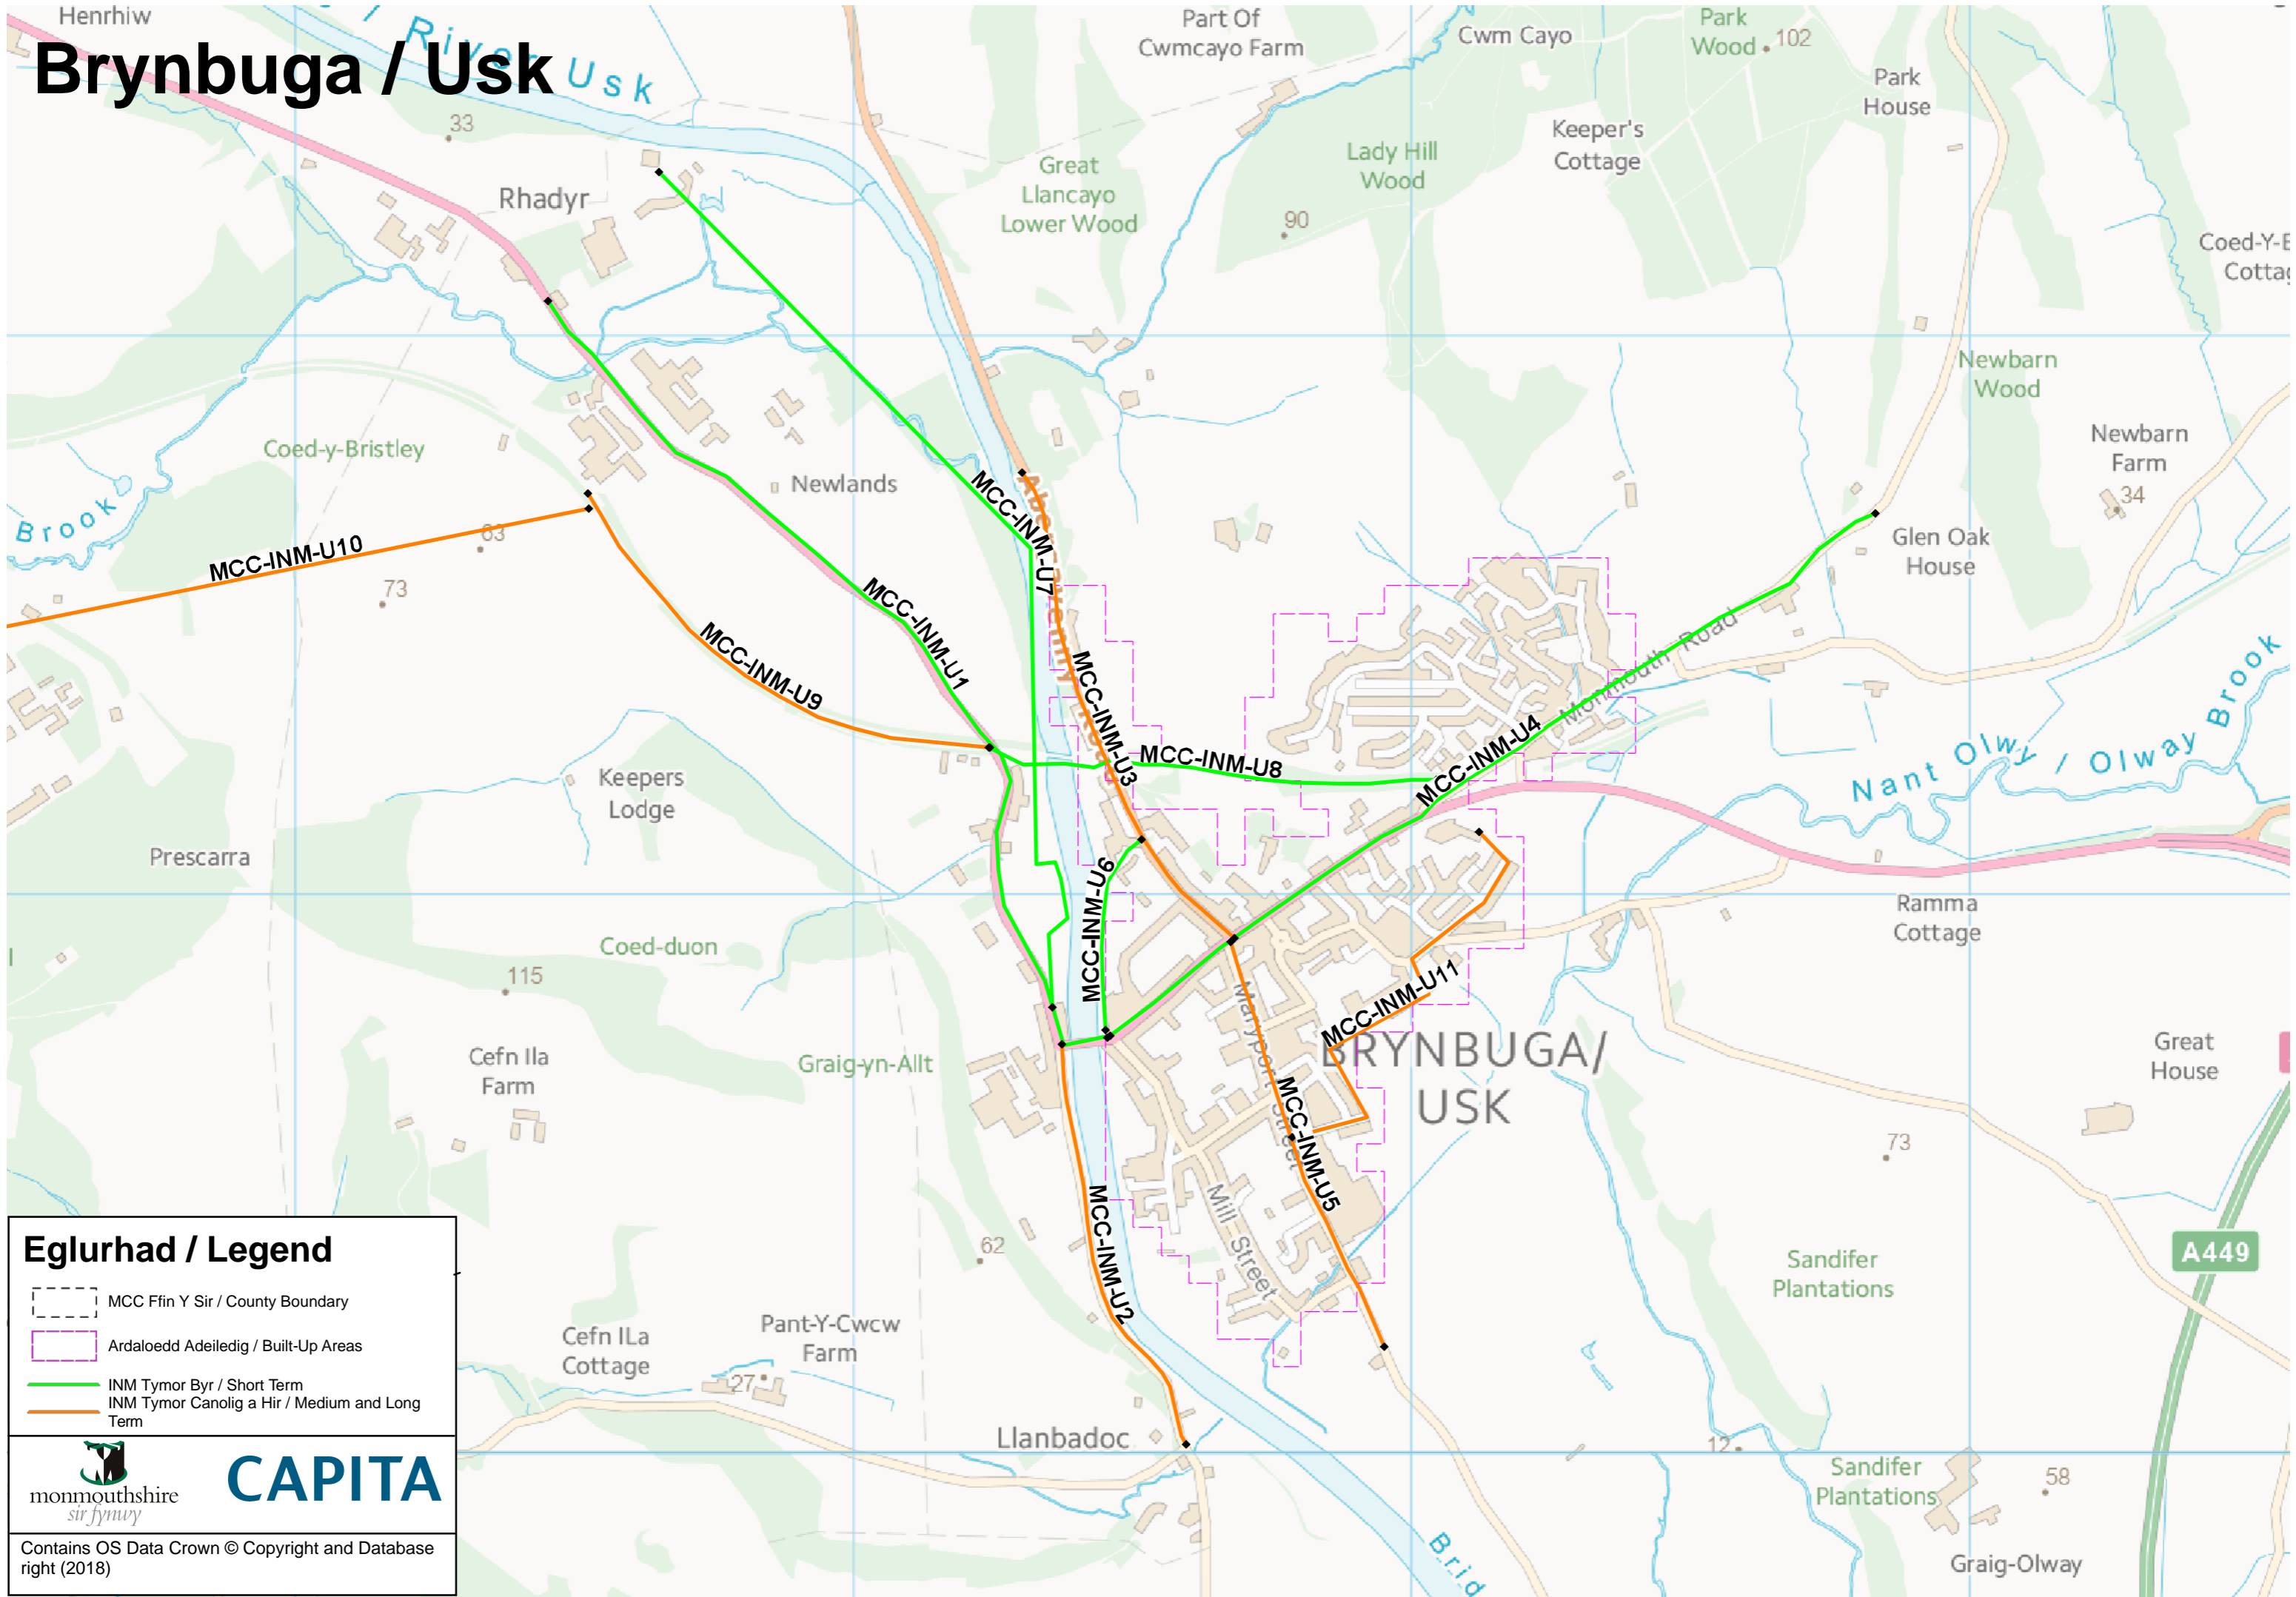 Brynbuga / Usk
Henrhiw
/ River Usk
Part Of
Cwmcayo Farm
Cwm Cayo
Park
Wood
102
Park
House
33
Rhadyr
Great
Llancayo
Lower Wood
Lady Hill
Wood
Keeper's
Cottage
90
Coed-Y-B
Cottag
Newbarn
Wood
Newbarn
Farm
34
Coed-y-Bristley
Newlands
Brook
63
73
Glen Oak
House
MCC-INM-U10
MCC-INM-U7
MCC-INM-U1
MCC-INM-U9
MCC-INM-U3
MCC-INM-U8
MCC-INM-U4
Monmouth Road
Nant Olwy / Olway Brook
Keepers
Lodge
Prescarra
MCC-INM-U6
Ramma
Cottage
Coed-duon
115
MCC-INM-U11
Maryport Street
BRYNBUGA/
USK
Great
House
Cefn Ila
Farm
Graig-yn-Allt
73
MCC-INM-U5
MCC-INM-U2
Mill Street
62
A449
Sandifer
Plantations
Cefn ILa
Cottage
Pant-Y-Cwcw
Farm
27
Llanbadoc
12
Sandifer
Plantations
58
Graig-Olway
Brid
Eglurhad / Legend
MCC Ffin Y Sir / County Boundary
Ardaloedd Adeiledig / Built-Up Areas
INM Tymor Byr / Short Term
INM Tymor Canolig a Hir / Medium and Long
Term
monmouthshire
sir fynwy
CAPITA
Contains OS Data Crown © Copyright and Database
right (2018)